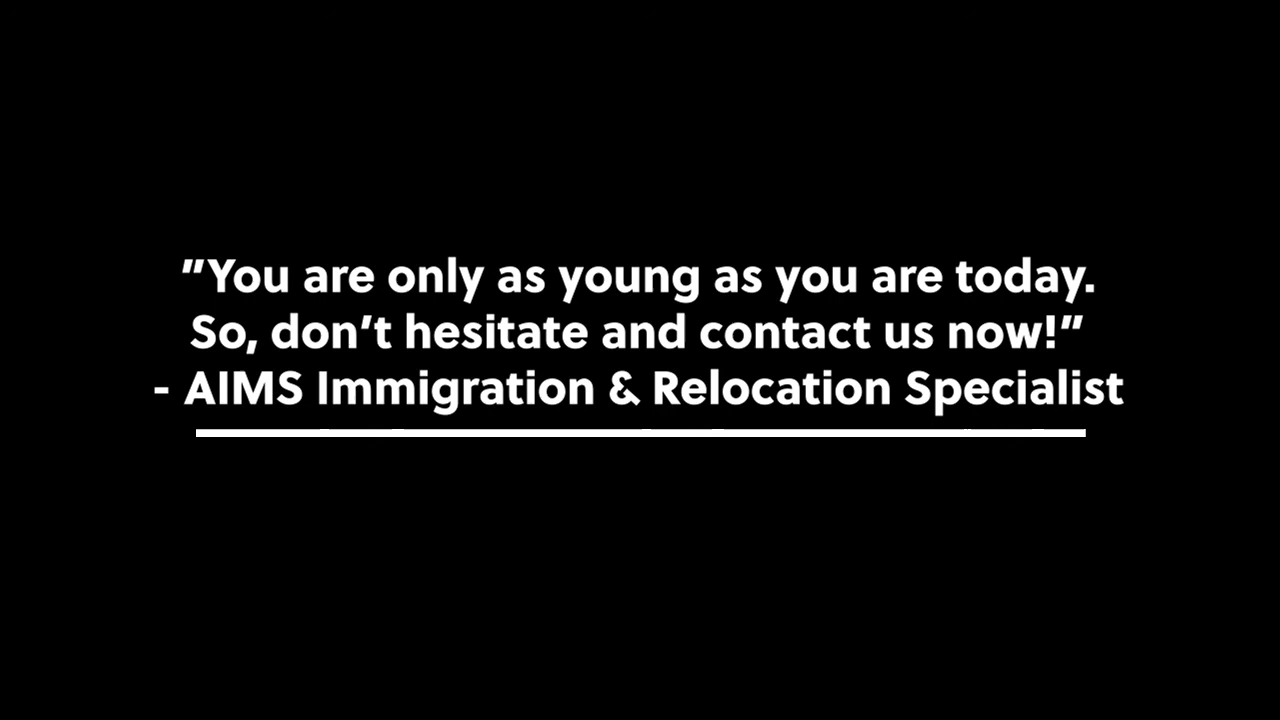 "You are only as young as you are today.
So, don't hesitate and contact us now!"
- AIMS Immigration & Relocation Specialist